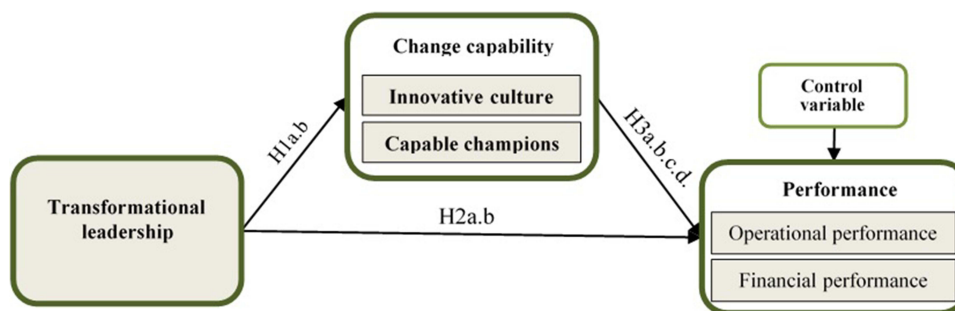 Change capability
Innovative culture
Capable champions
Control
variable
H1a.b
H3a.b.c.d.
Transformational
leadership
H2a.b
Performance
Operational performance
Financial performance